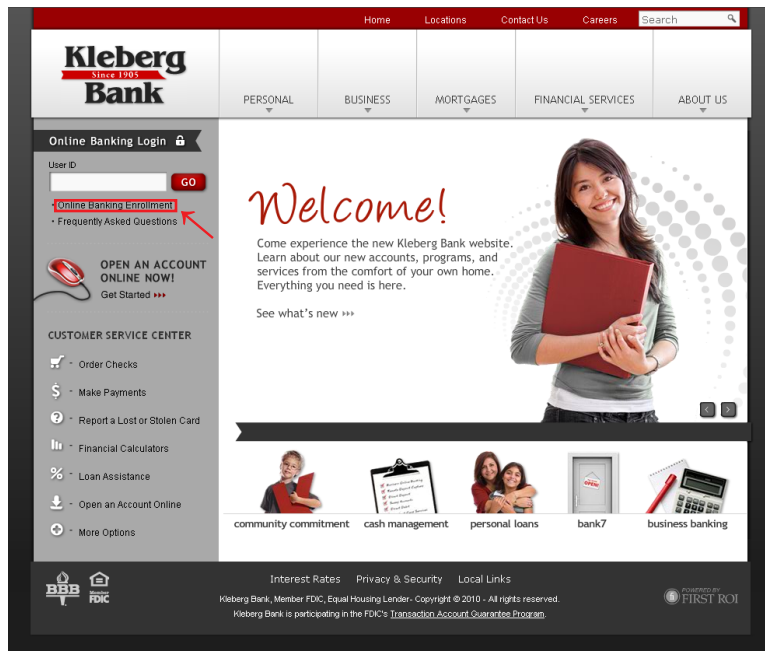 Home Locations Contact Us Careers Search
Kleberg
Since 1905
Bank
PERSONAL BUSINESS MORTGAGES FINANCIAL SERVICES ABOUT US
Online Banking Login
User ID
GO
· Online Banking Enrollment
· Frequently Asked Questions
OPEN AN ACCOUNT
ONLINE NOW!
Get Started
CUSTOMER SERVICE CENTER
- Order Checks
$ - Make Payments
? - Report a Lost or Stolen Card
- Financial Calculators
% - Loan Assistance
- Open an Account Online
- More Options
Welcome!
Come experience the new Kleberg Bank website.
Learn about our new accounts, programs, and
services from the comfort of your own home.
Everything you need is here.
See what's new
OPEN!
community commitment cash management personal loans bank7 business banking
Interest Rates Privacy & Security Local Links
Kleberg Bank, Member FDIC, Equal Housing Lender- Copyright © 2010 - All rights reserved.
Kleberg Bank is participating in the FDIC's Transaction Account Guarantee Program.
BBB
Member
FDIC
POWERED BY
FIRST ROI